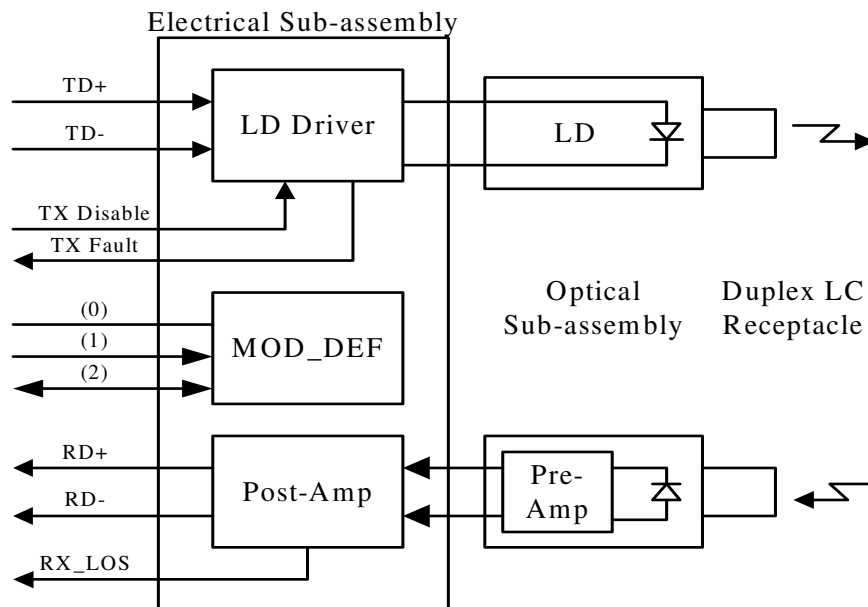 Electrical Sub-assembly
TD+
TD-
LD Driver
LD
TX Disable
TX Fault
Optical
Sub-assembly
Duplex LC
Receptacle
(0)
(1)
(2)
MOD_DEF
RD+
RD-
Post-Amp
Pre-
Amp
RX_LOS